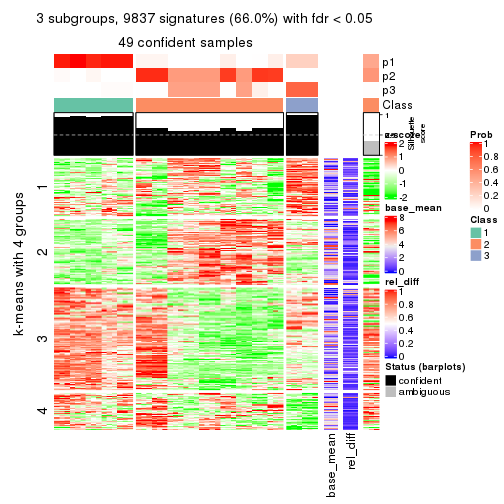 3 subgroups, 9837 signatures (66.0%) with fdr < 0.05
49 confident samples
p1
p2
p3
Class
1
Silhouette
score
k-means with 4 groups
1
2
3
4
z-score
2
1
0
-1
-2
base_mean
8
6
4
2
0
rel_diff
1
0.8
0.6
0.4
0.2
0
Status (barplots)
confident
ambiguous
Prob
1
0.8
0.6
0.4
0.2
0
Class
1
2
3
base_mean
rel_diff